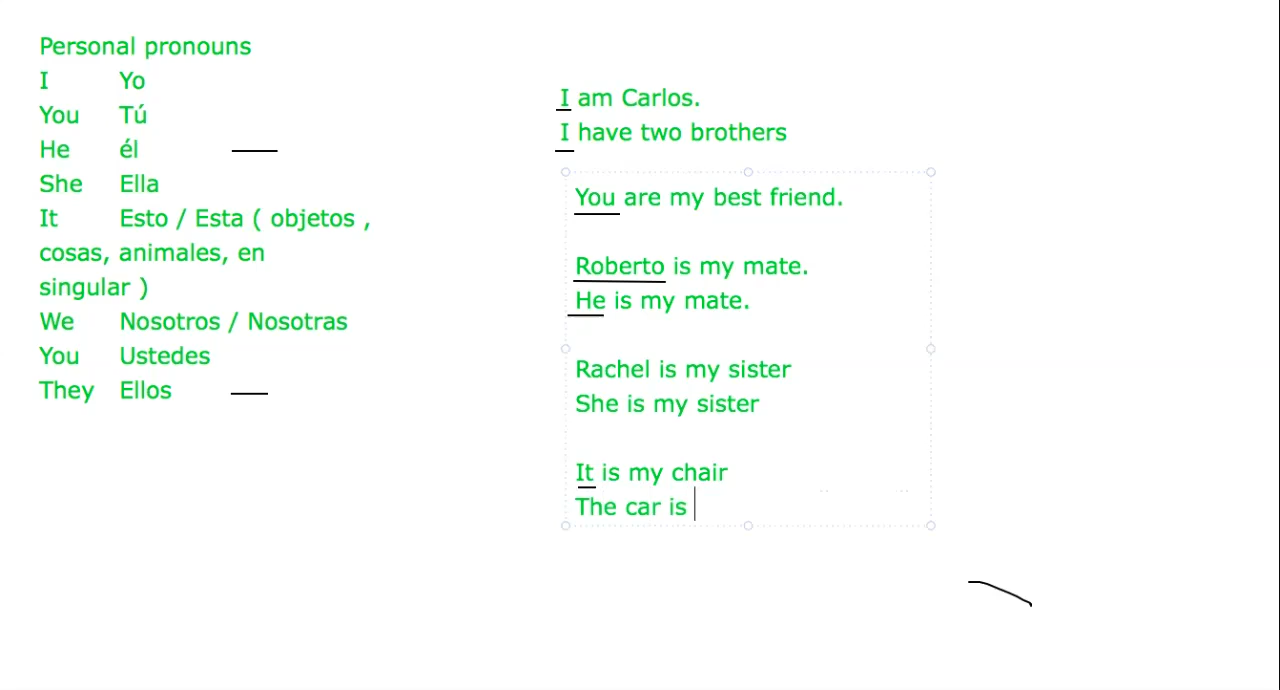 Personal pronouns
I Yo
You Tú
He él
She Ella
It Esto / Esta ( objetos ,
cosas, animales, en
singular )
We Nosotros / Nosotras
You Ustedes
They Ellos
I am Carlos.
I have two brothers
You are my best friend.
Roberto is my mate.
He is my mate.
Rachel is my sister
She is my sister
It is my chair
The car is